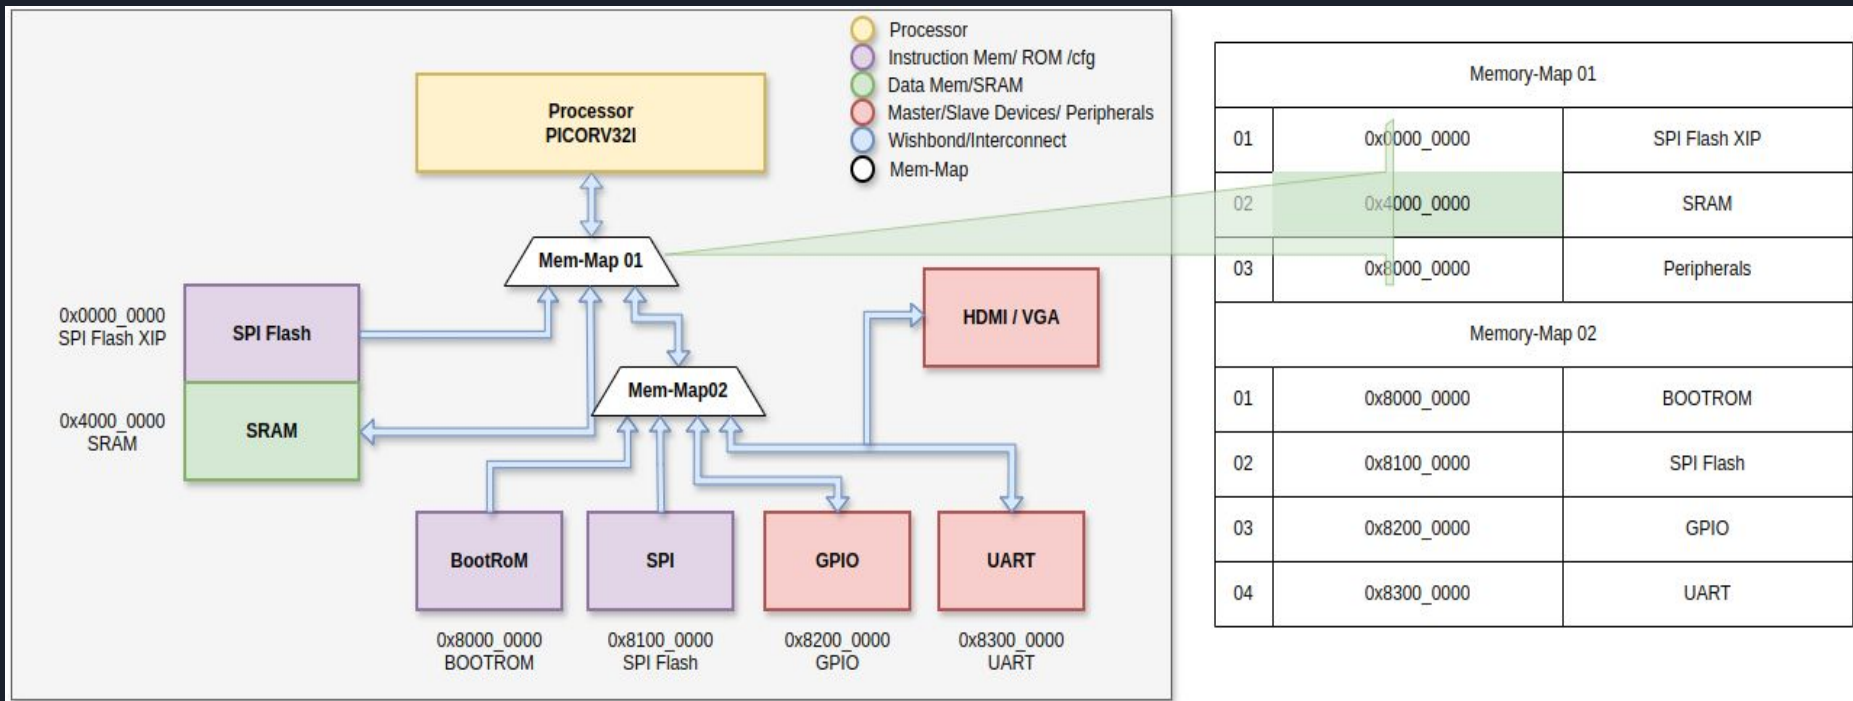 Processor
Instruction Mem/ ROM /cfg
Data Mem/SRAM
Master/Slave Devices/ Peripherals
Wishbond/Interconnect
Mem-Map
Processor
PICORV32I
Mem-Map 01
0x0000_0000
SPI Flash XIP
SPI Flash
HDMI / VGA
Mem-Map02
0x4000_0000
SRAM
SRAM
BootRoM
SPI
GPIO
UART
0x8000_0000
BOOTROM
0x8100_0000
SPI Flash
0x8200_0000
GPIO
0x8300_0000
UART
Memory-Map 01
01 0x0000_0000 SPI Flash XIP
02 0x4000_0000 SRAM
03 0x8000_0000 Peripherals
Memory-Map 02
01 0x8000_0000 BOOTROM
02 0x8100_0000 SPI Flash
03 0x8200_0000 GPIO
04 0x8300_0000 UART